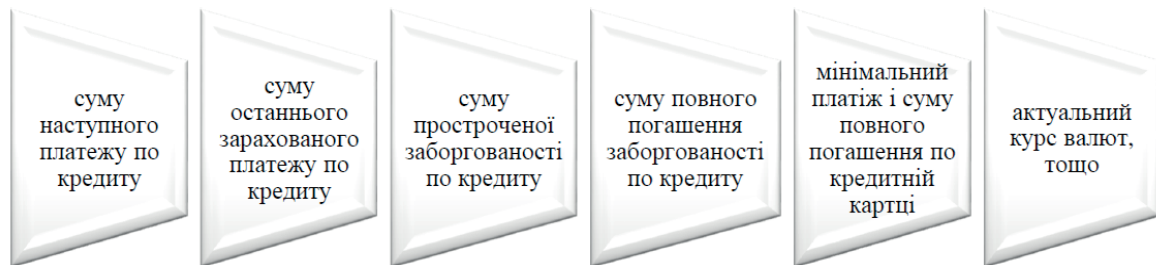 суму
наступного
платежу по
кредиту
суму
останнього
зарахованого
платежу по
кредиту
суму
простроченої
заборгованості
по кредиту
суму повного
погашення
заборгованості
по кредиту
мінімальний
платіж і суму
повного
погашення по
кредитній
картці
актуальний
курс валют,
тощо